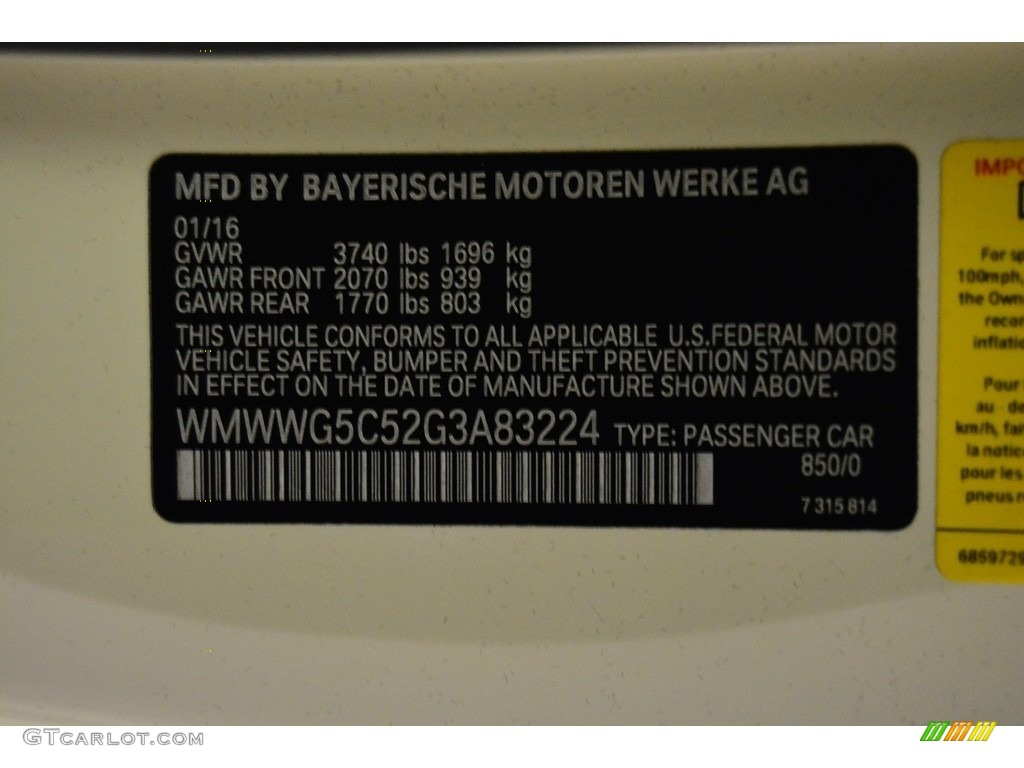 MFD BY BAYERISCHE MOTOREN WERKE AG
01/16
GVWR 3740 lbs 1696 kg
GAWR FRONT 2070 lbs 939 kg
GAWR REAR 1770 lbs 803 kg
THIS VEHICLE CONFORMS TO ALL APPLICABLE U.S.FEDERAL MOTOR
VEHICLE SAFETY, BUMPER AND THEFT PREVENTION STANDARDS
IN EFFECT ON THE DATE OF MANUFACTURE SHOWN ABOVE.
WMWWG5C52G3A83224 TYPE: PASSENGER CAR
850/0
7 315 814
IMPO
For sp
100mph,
the Own
recor
inflatio
Pour
au - de
km/h, fai
la notice
pour les
pneus n
6859729
GTcarlot.com